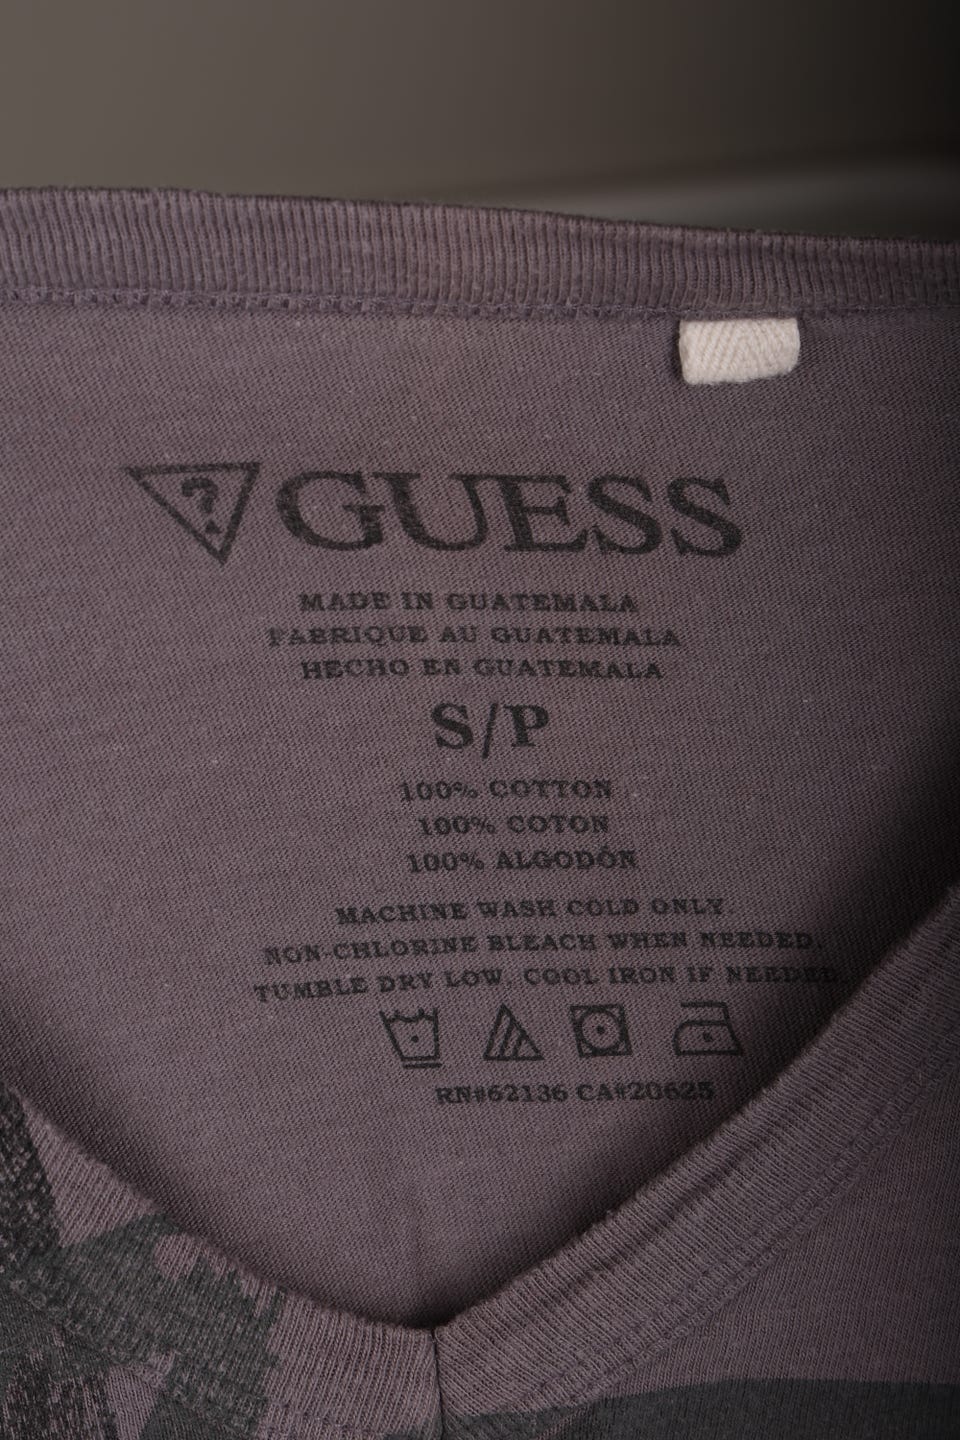 ? GUESS
MADE IN GUATEMALA
FABRIQUE AU GUATEMALA
HECHO EN GUATEMALA
S/P
100% COTTON
100% COTON
100% ALGODÓN
MACHINE WASH COLD ONLY.
NON-CHLORINE BLEACH WHEN NEEDED.
TUMBLE DRY LOW. COOL IRON IF NEEDED.
RN#62136 CA#20625